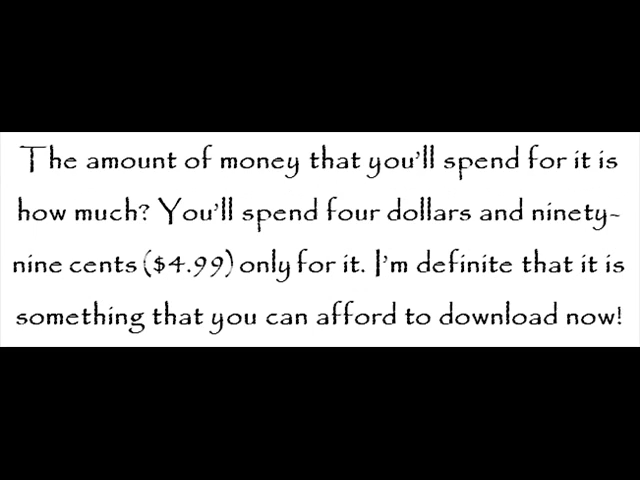 The amount of money that you'll spend for it is
how much? You'll spend four dollars and ninety-
nine cents ($4.99) only for it. I'm definite that it is
something that you can afford to download now!